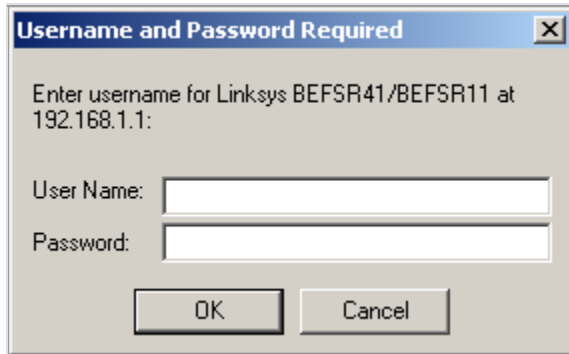 Username and Password Required
Enter username for Linksys BEFSR41/BEFSR11 at
192.168.1.1:
User Name:
Password:
OK Cancel